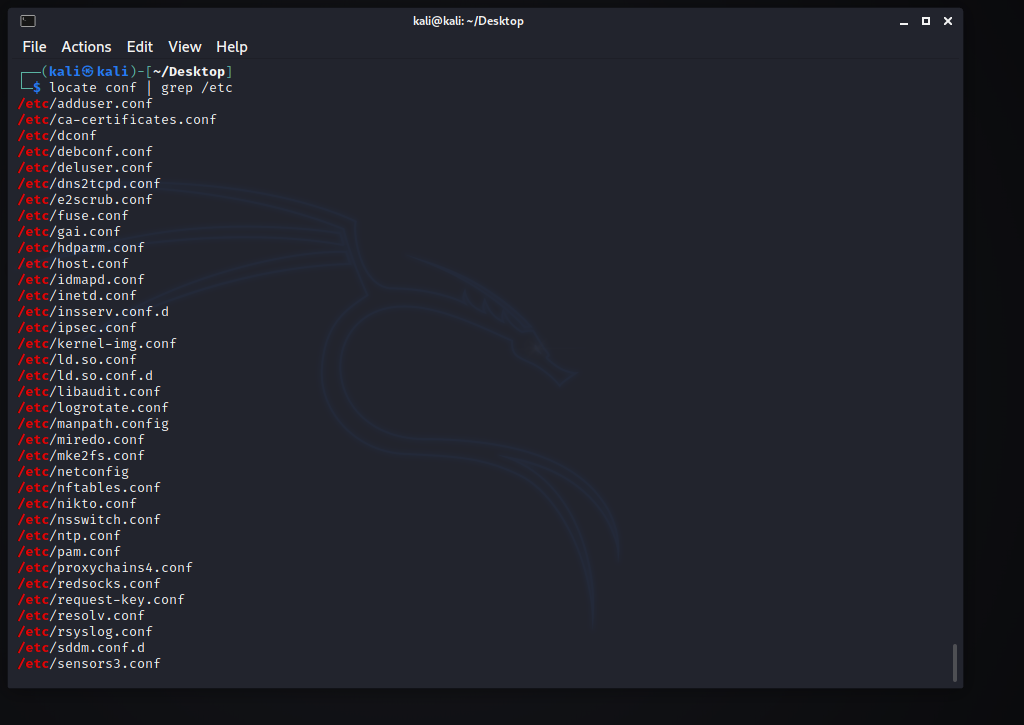 kali@kali: ~/Desktop
File Actions Edit View Help
┌──(kali㉿kali)-[~/Desktop]
└─$ locate conf | grep /etc
/etc/adduser.conf
/etc/ca-certificates.conf
/etc/dconf
/etc/debconf.conf
/etc/deluser.conf
/etc/dns2tcpd.conf
/etc/e2scrub.conf
/etc/fuse.conf
/etc/gai.conf
/etc/hdparm.conf
/etc/host.conf
/etc/idmapd.conf
/etc/inetd.conf
/etc/insserv.conf.d
/etc/ipsec.conf
/etc/kernel-img.conf
/etc/ld.so.conf
/etc/ld.so.conf.d
/etc/libaudit.conf
/etc/logrotate.conf
/etc/manpath.config
/etc/miredo.conf
/etc/mke2fs.conf
/etc/netconfig
/etc/nftables.conf
/etc/nikto.conf
/etc/nsswitch.conf
/etc/ntp.conf
/etc/pam.conf
/etc/proxychains4.conf
/etc/redsocks.conf
/etc/request-key.conf
/etc/resolv.conf
/etc/rsyslog.conf
/etc/sddm.conf.d
/etc/sensors3.conf